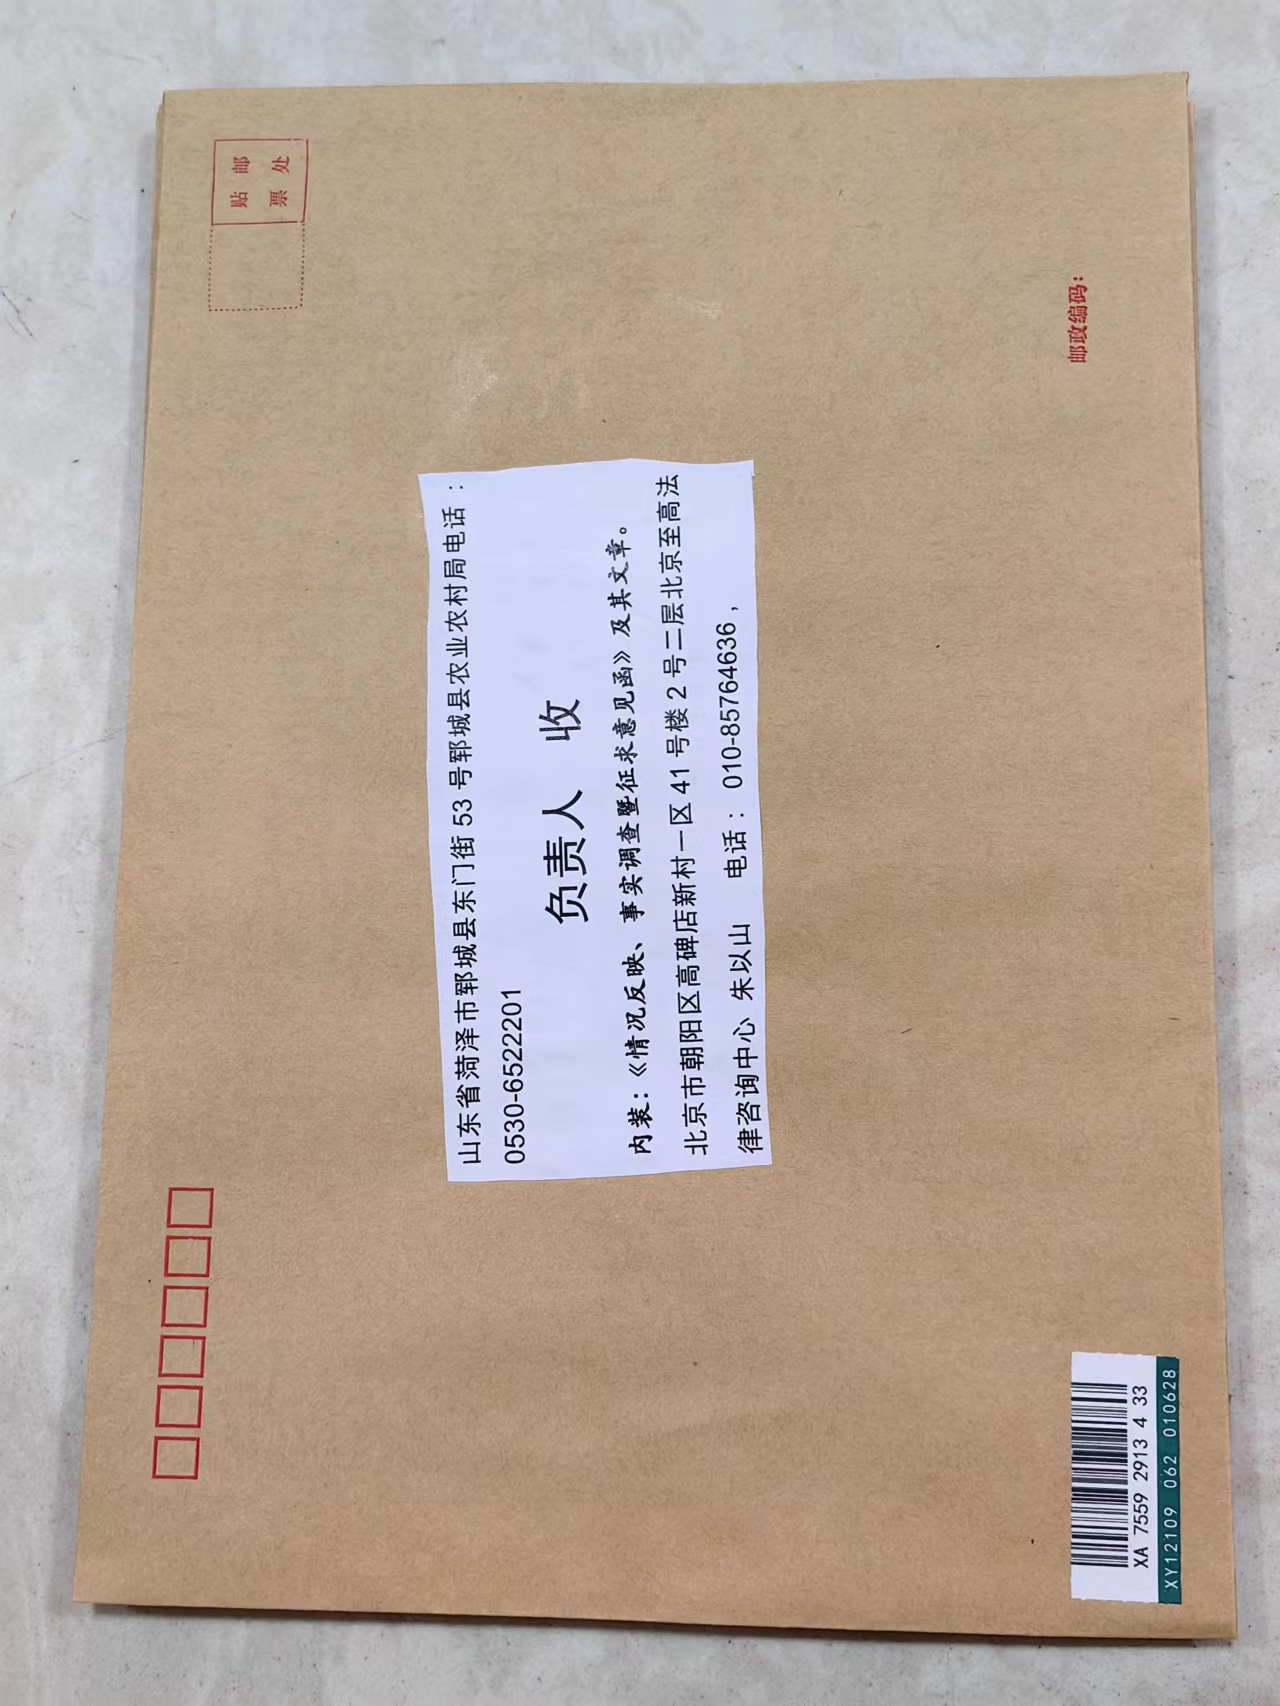 贴邮
票处
山东省菏泽市郓城县东门街 53 号郓城县农业农村局电话：
0530-6522201
负责人 收
内装：《情况反映、事实调查暨征求意见函》及其文章。
北京市朝阳区高碑店新村一区 41 号楼 2 号二层北京至高法
律咨询中心 朱以山 电话： 010-85764636，
邮政编码：
XA 7559 2913 4 33
XY12109 062 010628